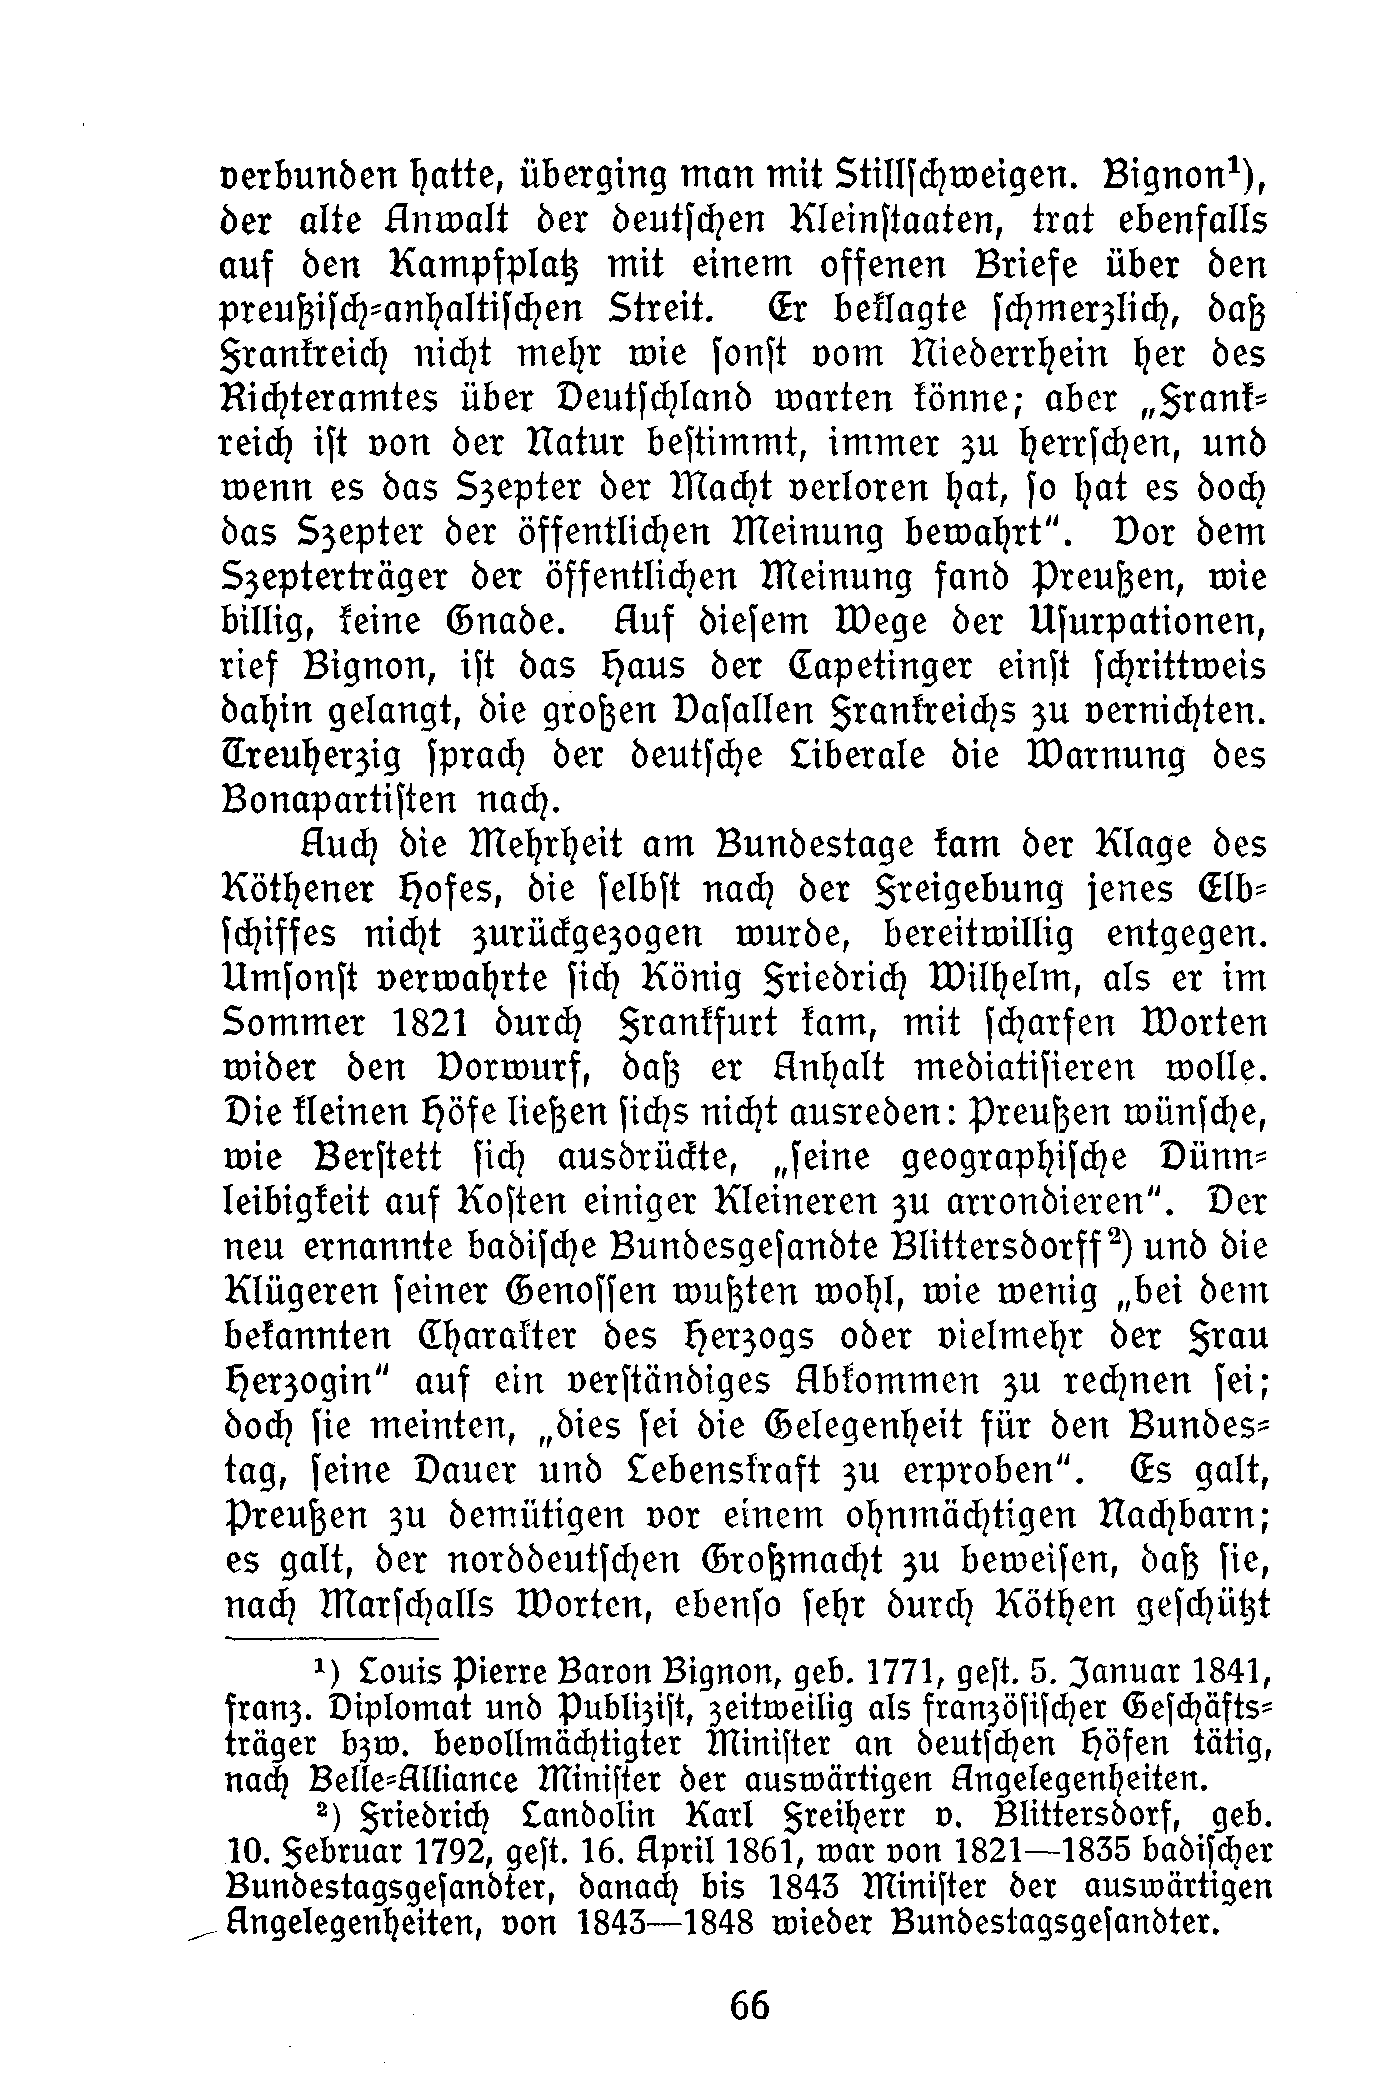 verbunden hatte, überging man mit Stillſchweigen. Bignon¹),
der alte Anwalt der deutſchen Kleinſtaaten, trat ebenfalls
auf den Kampfplatz mit einem offenen Briefe über den
preußiſch-anhaltiſchen Streit. Er beklagte ſchmerzlich, daß
Frankreich nicht mehr wie ſonſt vom Niederrhein her des
Richteramtes über Deutſchland warten könne; aber „Frank-
reich iſt von der Natur beſtimmt, immer zu herrſchen, und
wenn es das Szepter der Macht verloren hat, ſo hat es doch
das Szepter der öffentlichen Meinung bewahrt“. Vor dem
Szepterträger der öffentlichen Meinung fand Preußen, wie
billig, keine Gnade. Auf dieſem Wege der Uſurpationen,
rief Bignon, iſt das Haus der Capetinger einſt ſchrittweis
dahin gelangt, die großen Vaſallen Frankreichs zu vernichten.
Treuherzig ſprach der deutſche Liberale die Warnung des
Bonapartiſten nach.
Auch die Mehrheit am Bundestage kam der Klage des
Köthener Hofes, die ſelbſt nach der Freigebung jenes Elb-
ſchiffes nicht zurückgezogen wurde, bereitwillig entgegen.
Umſonſt verwahrte ſich König Friedrich Wilhelm, als er im
Sommer 1821 durch Frankfurt kam, mit ſcharfen Worten
wider den Vorwurf, daß er Anhalt mediatiſieren wolle.
Die kleinen Höfe ließen ſichs nicht ausreden: Preußen wünſche,
wie Berſtett ſich ausdrückte, „ſeine geographiſche Dünn-
leibigkeit auf Koſten einiger Kleineren zu arrondieren“. Der
neu ernannte badiſche Bundesgeſandte Blittersdorff²) und die
Klügeren ſeiner Genoſſen wußten wohl, wie wenig „bei dem
bekannten Charakter des Herzogs oder vielmehr der Frau
Herzogin“ auf ein verſtändiges Abkommen zu rechnen ſei;
doch ſie meinten, „dies ſei die Gelegenheit für den Bundes-
tag, ſeine Dauer und Lebenskraft zu erproben“. Es galt,
Preußen zu demütigen vor einem ohnmächtigen Nachbarn;
es galt, der norddeutſchen Großmacht zu beweiſen, daß ſie,
nach Marſchalls Worten, ebenſo ſehr durch Köthen geſchützt
¹) Louis Pierre Baron Bignon, geb. 1771, geſt. 5. Januar 1841,
franz. Diplomat und Publiziſt, zeitweilig als franzöſiſcher Geſchäfts-
träger bzw. bevollmächtigter Miniſter an deutſchen Höfen tätig,
nach Belle-Alliance Miniſter der auswärtigen Angelegenheiten.
²) Friedrich Landolin Karl Freiherr v. Blittersdorf, geb.
10. Februar 1792, geſt. 16. April 1861, war von 1821—1835 badiſcher
Bundestagsgeſandter, danach bis 1843 Miniſter der auswärtigen
Angelegenheiten, von 1843—1848 wieder Bundestagsgeſandter.
66